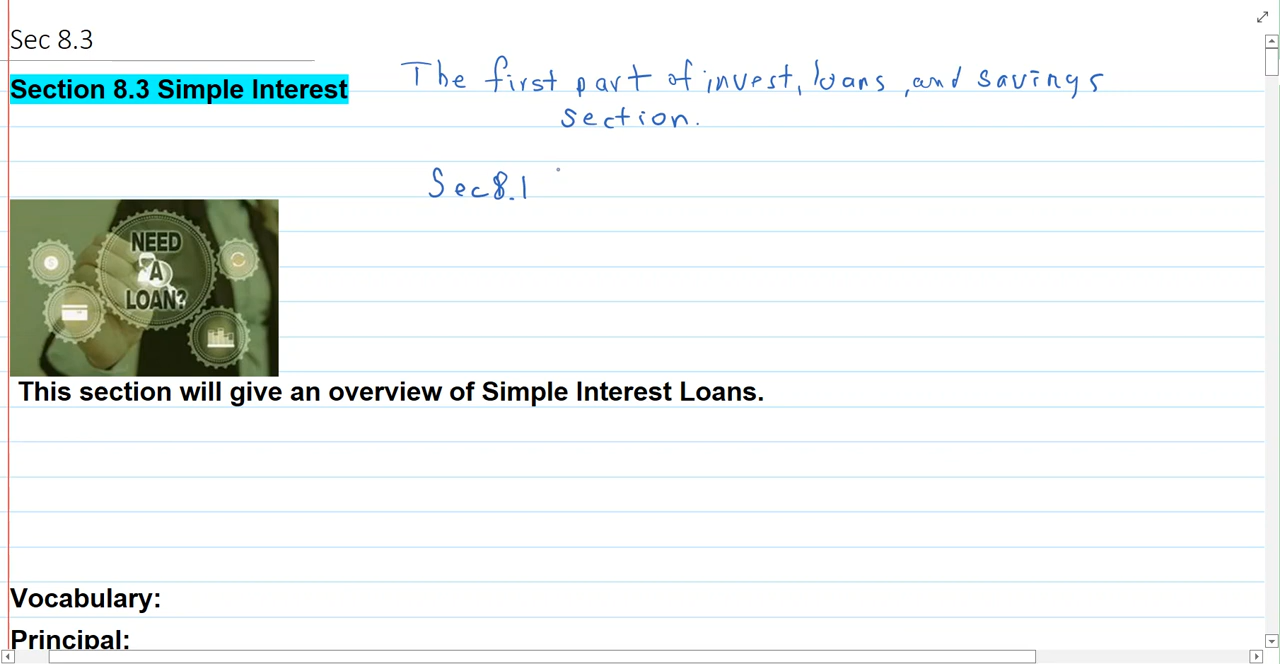 Sec 8.3
Section 8.3 Simple Interest
The first part of invest, loans, and savings
section.
Sec 8.1
NEED
A
LOAN?
$
This section will give an overview of Simple Interest Loans.
Vocabulary:
Principal: